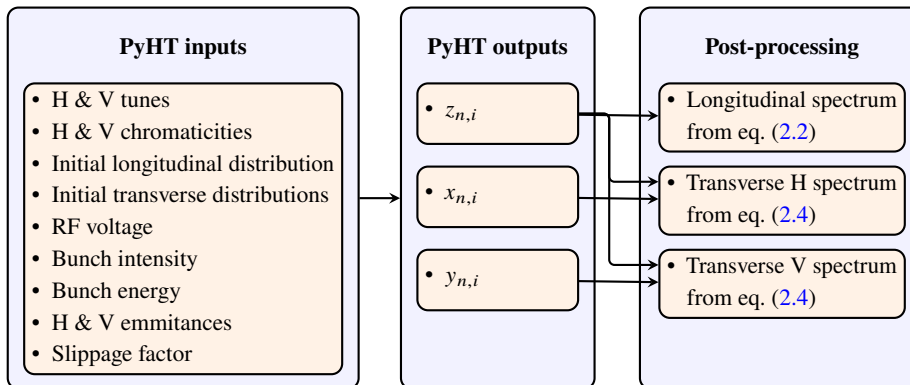 PyHT inputs
• H & V tunes
• H & V chromaticities
• Initial longitudinal distribution
• Initial transverse distributions
• RF voltage
• Bunch intensity
• Bunch energy
• H & V emmitances
• Slippage factor
PyHT outputs
• z_{n,i}
• x_{n,i}
• y_{n,i}
Post-processing
• Longitudinal spectrum
from eq. (2.2)
• Transverse H spectrum
from eq. (2.4)
• Transverse V spectrum
from eq. (2.4)